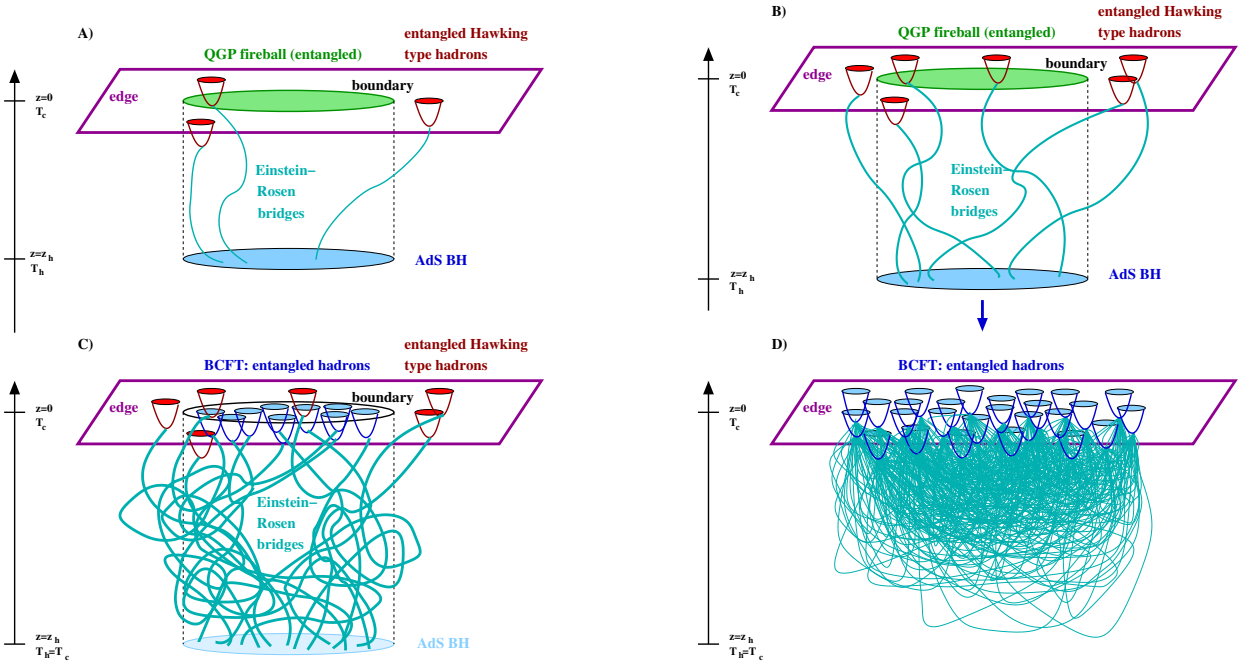 A)
entangled Hawking
type hadrons
QGP fireball (entangled)
boundary
edge
z=0
T c
Einstein−
Rosen
bridges
z=z h
T h
AdS BH
B)
entangled Hawking
type hadrons
QGP fireball (entangled)
boundary
edge
z=0
T c
Einstein−
Rosen
bridges
z=z h
T h
AdS BH
C)
entangled Hawking
type hadrons
BCFT: entangled hadrons
boundary
edge
z=0
T c
Einstein−
Rosen
bridges
z=z h
T h=T c
AdS BH
D)
BCFT: entangled hadrons
edge
z=0
T c
z=z h
T h=T c